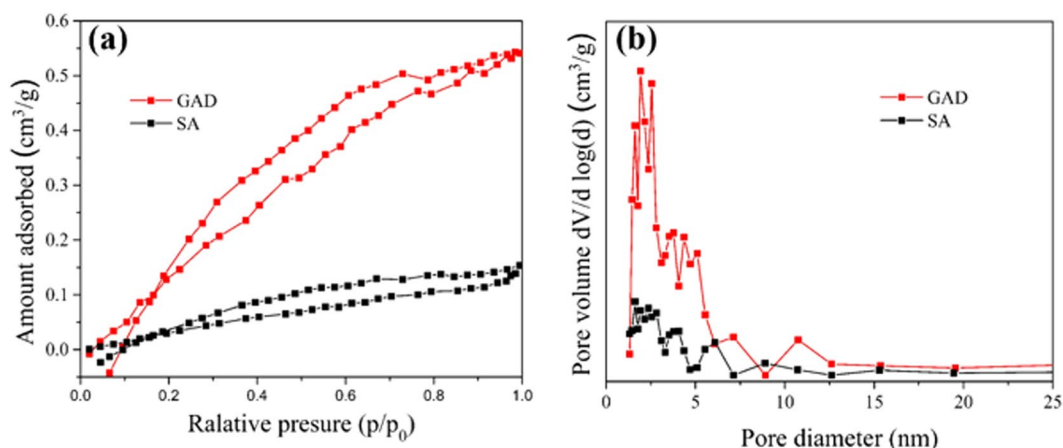 (a)
GAD
SA
Amount adsorbed (cm³/g)
0.6
0.5
0.4
0.3
0.2
0.1
0.0
0.0 0.2 0.4 0.6 0.8 1.0
Ralative presure (p/p₀)
(b)
GAD
SA
Pore volume dV/d log(d) (cm³/g)
0 5 10 15 20 25
Pore diameter (nm)